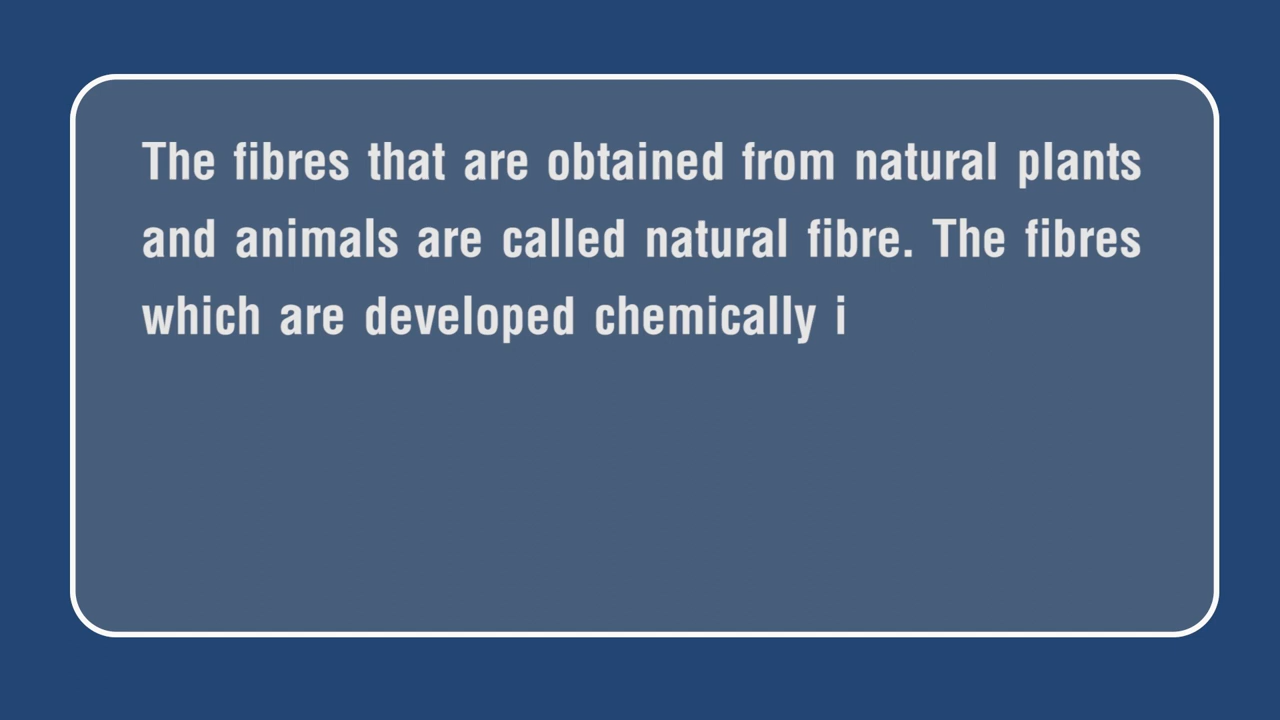 The fibres that are obtained from natural plants
and animals are called natural fibre. The fibres
which are developed chemically i